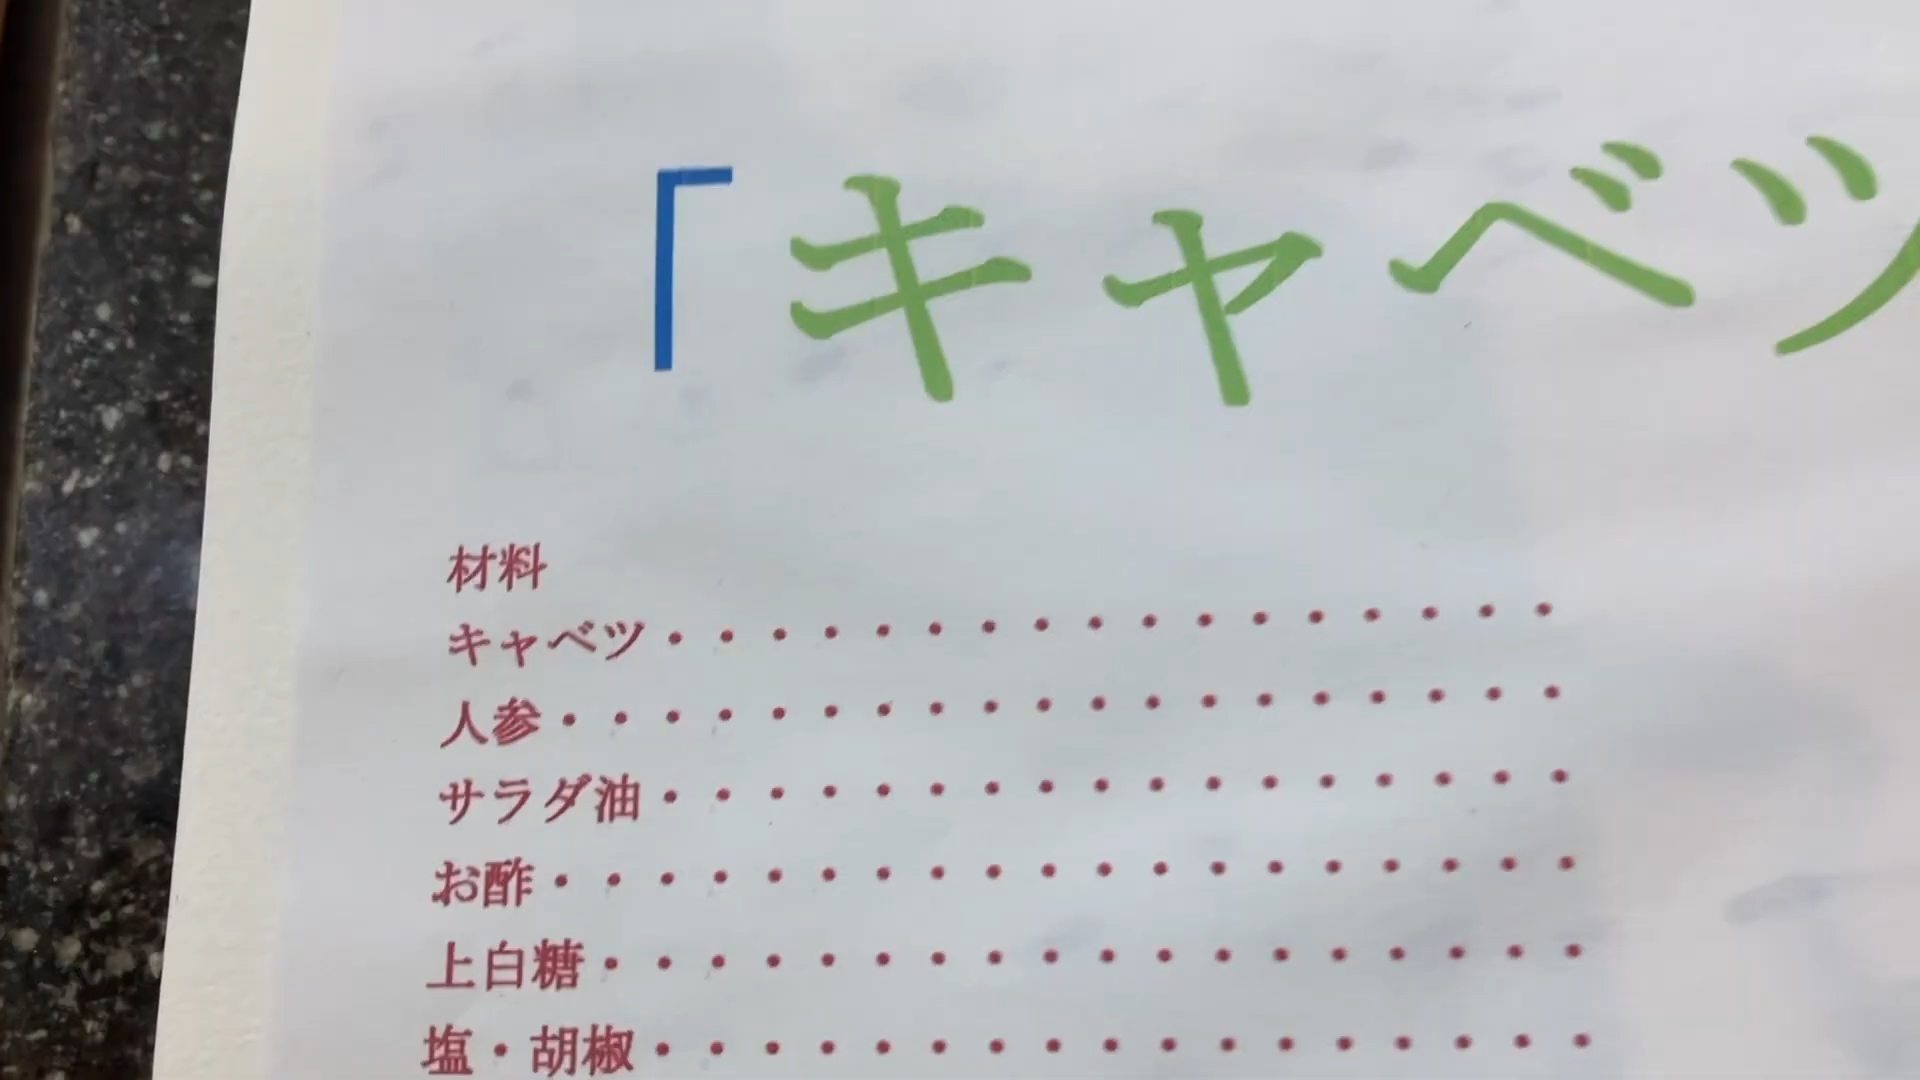 「キャベツ
材料
キャベツ・・・・・・・・・・・・・・・・・
人参・・・・・・・・・・・・・・・・・・・
サラダ油・・・・・・・・・・・・・・・・・
お酢・・・・・・・・・・・・・・・・・・・
上白糖・・・・・・・・・・・・・・・・・・
塩・胡椒・・・・・・・・・・・・・・・・・